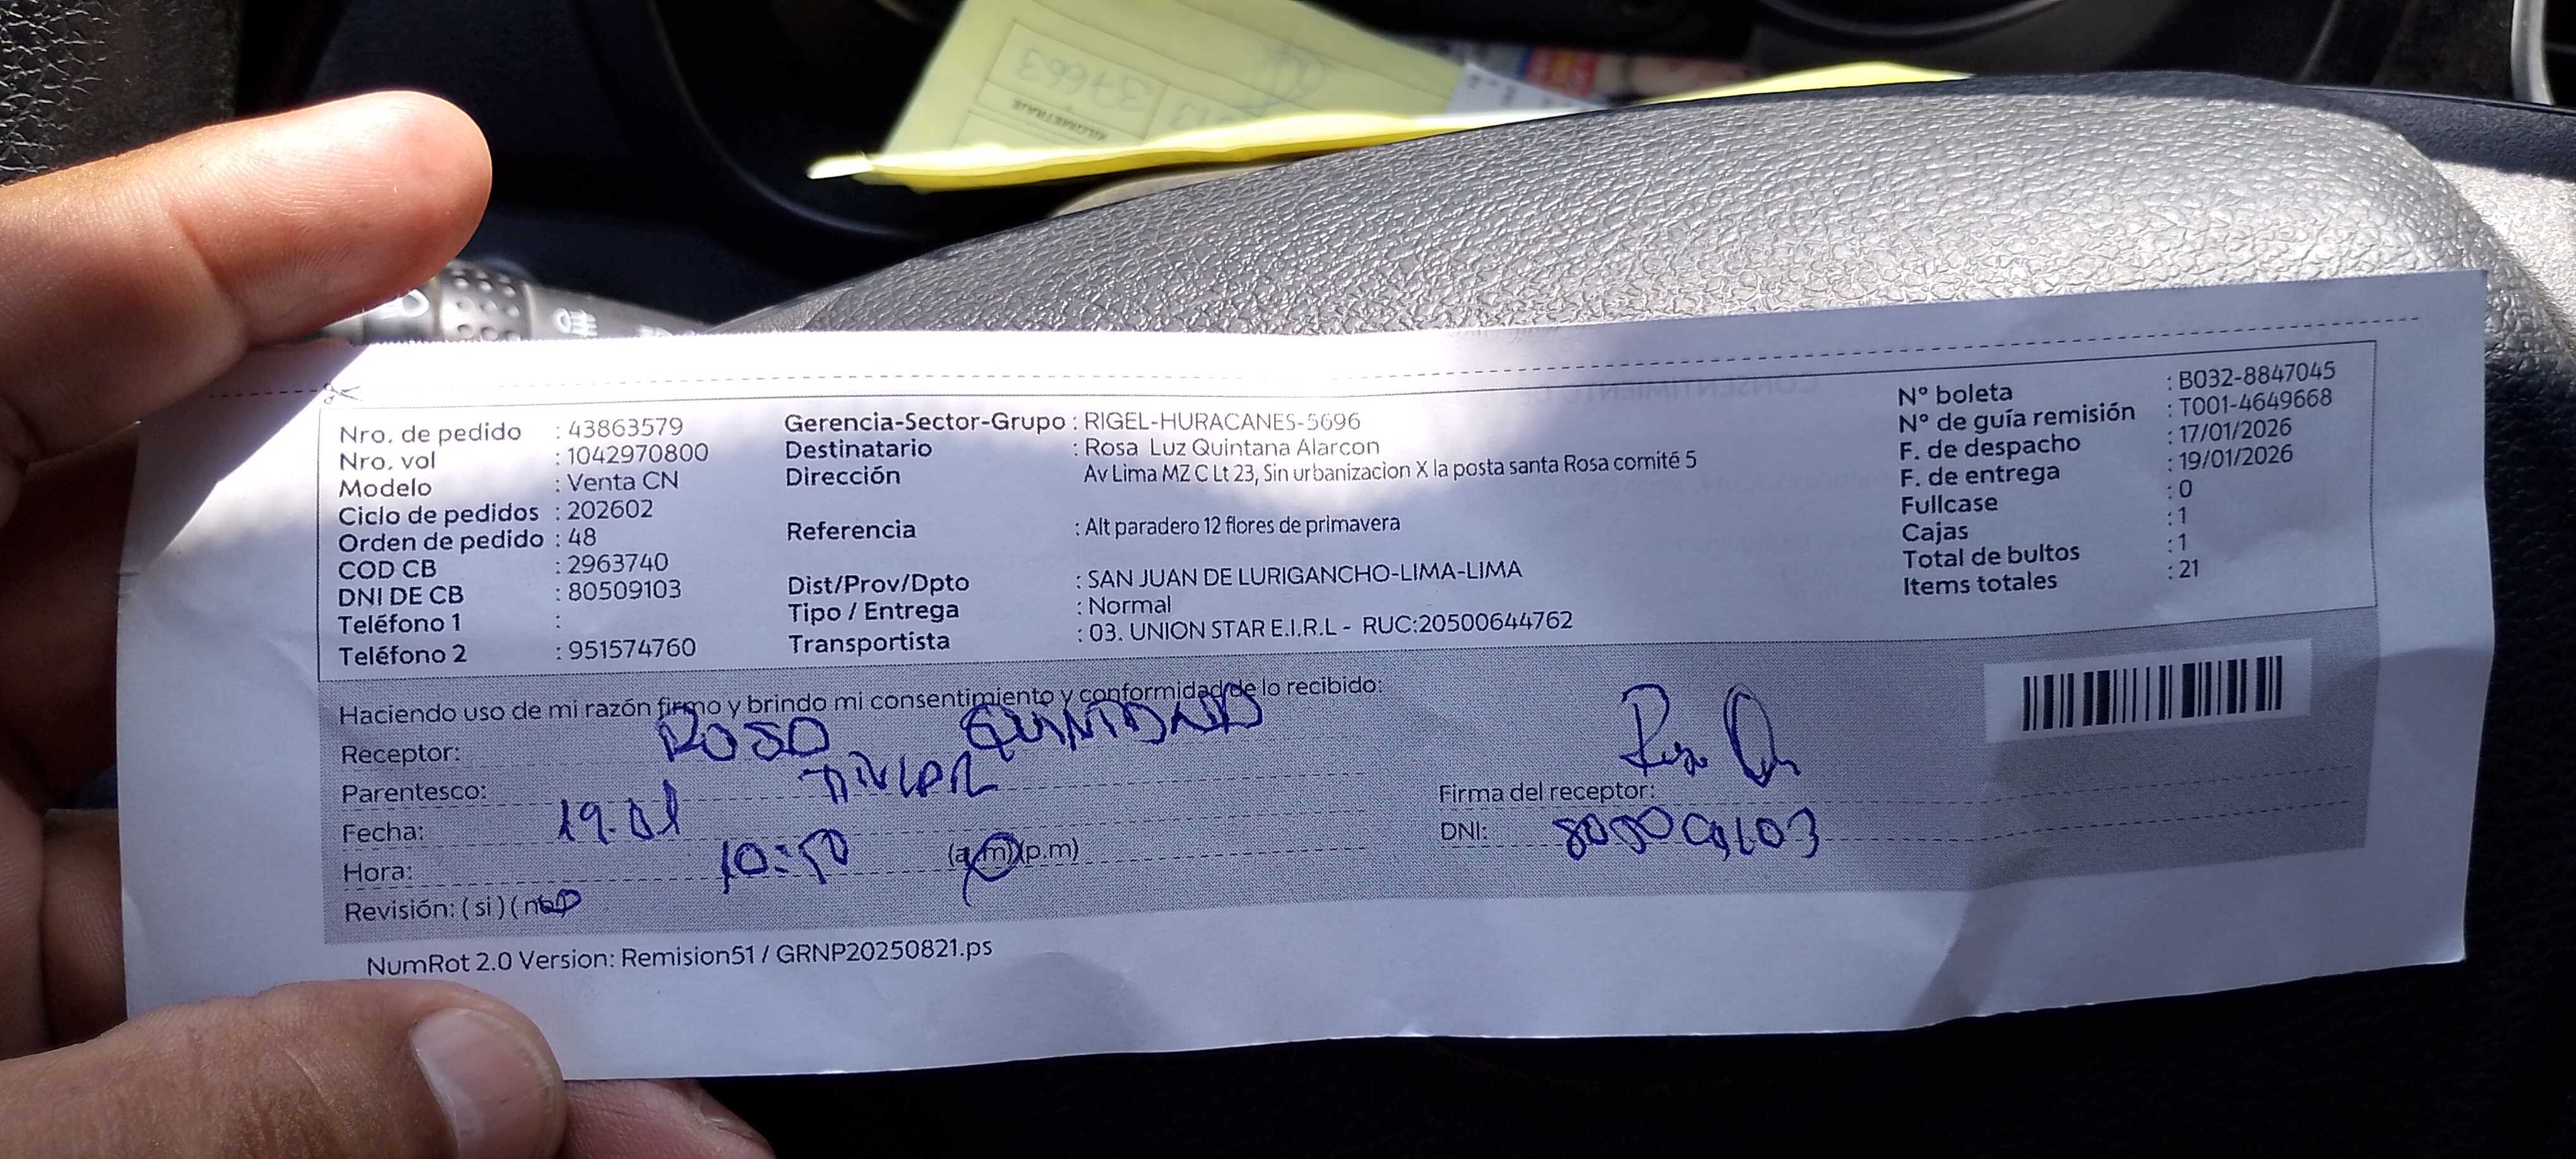 37663
KILOMETRAJE
Nro. de pedido : 43863579
Nro. vol : 1042970800
Modelo : Venta CN
Ciclo de pedidos : 202602
Orden de pedido : 48
COD CB : 2963740
DNI DE CB : 80509103
Teléfono 1 :
Teléfono 2 : 951574760
Gerencia-Sector-Grupo : RIGEL-HURACANES-5696
Destinatario : Rosa Luz Quintana Alarcon
Dirección Av Lima MZ C Lt 23, Sin urbanizacion X la posta santa Rosa comité 5
Referencia : Alt paradero 12 flores de primavera
Dist/Prov/Dpto : SAN JUAN DE LURIGANCHO-LIMA-LIMA
Tipo / Entrega : Normal
Transportista : 03. UNION STAR E.I.R.L - RUC:20500644762
N° boleta : B032-8847045
N° de guía remisión : T001-4649668
F. de despacho : 17/01/2026
F. de entrega : 19/01/2026
Fullcase : 0
Cajas : 1
Total de bultos : 1
Items totales : 21
Haciendo uso de mi razón firmo y brindo mi consentimiento y conformidad de lo recibido:
Receptor: ROSA QUINTANA
Parentesco: TITULAR
Fecha: 19.01
Hora: 10:50 (a.m)(p.m)
Revisión: (si) (no)
Firma del receptor: Rosa Q
DNI: 80509103
NumRot 2.0 Version: Remision51 / GRNP20250821.ps